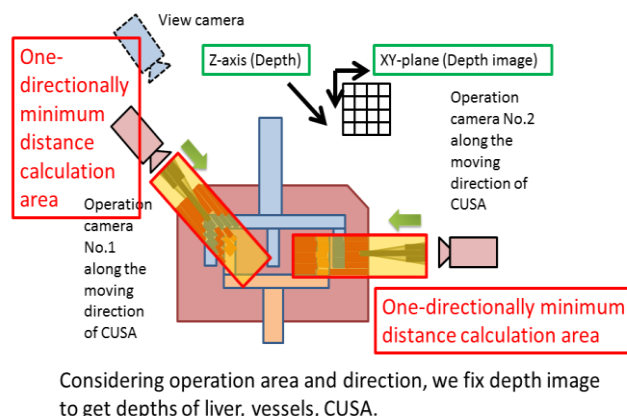 View camera
One-
directionally
minimum
distance
calculation
area
Z-axis (Depth)
XY-plane (Depth image)
Operation
camera No.2
along the
moving
direction of
CUSA
Operation
camera
No.1
along the
moving
direction
of CUSA
One-directionally minimum
distance calculation area
Considering operation area and direction, we fix depth image
to get depths of liver, vessels, CUSA.